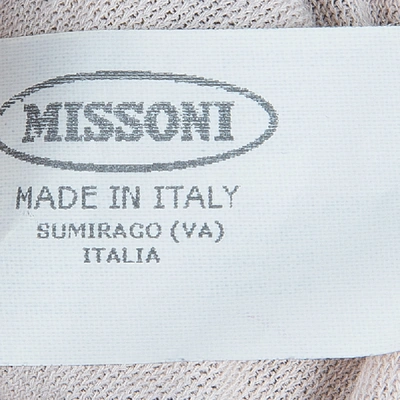 MISSONI
MADE IN ITALY
SUMIRAGO (VA)
ITALIA